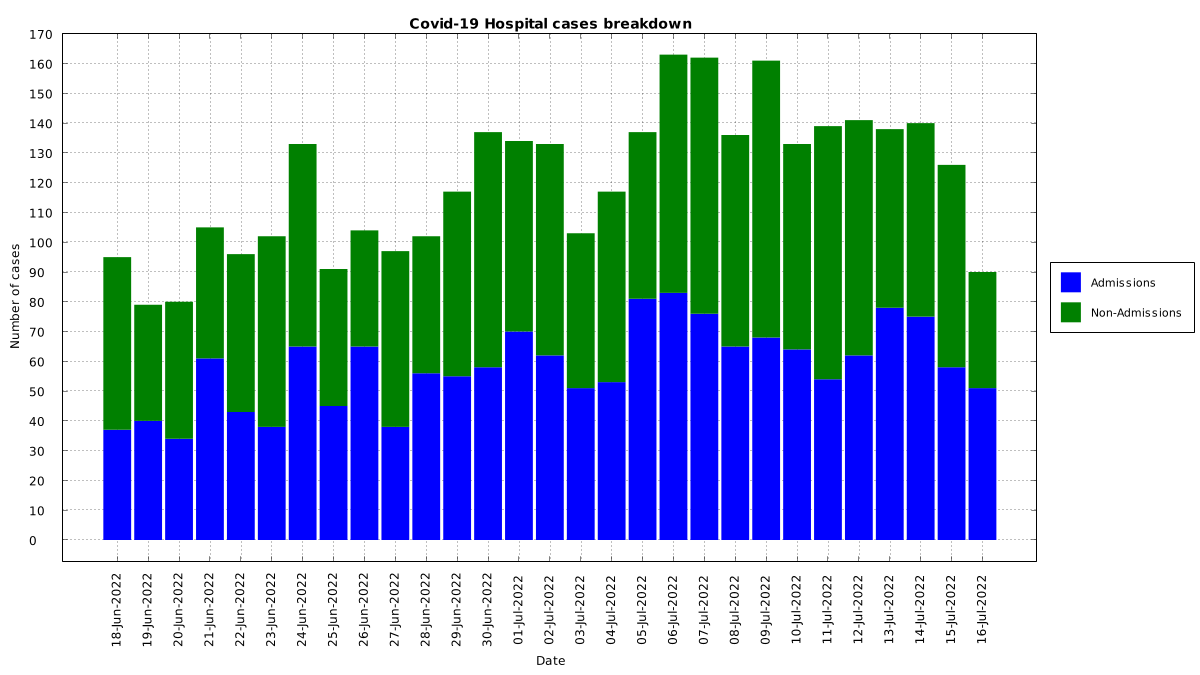 Covid-19 Hospital cases breakdown
170
160
150
140
130
120
110
100
90
80
70
60
50
40
30
20
10
0
Number of cases
Admissions
Non-Admissions
18-Jun-2022
19-Jun-2022
20-Jun-2022
21-Jun-2022
22-Jun-2022
23-Jun-2022
24-Jun-2022
25-Jun-2022
26-Jun-2022
27-Jun-2022
28-Jun-2022
29-Jun-2022
30-Jun-2022
01-Jul-2022
02-Jul-2022
03-Jul-2022
04-Jul-2022
05-Jul-2022
06-Jul-2022
07-Jul-2022
08-Jul-2022
09-Jul-2022
10-Jul-2022
11-Jul-2022
12-Jul-2022
13-Jul-2022
14-Jul-2022
15-Jul-2022
16-Jul-2022
Date